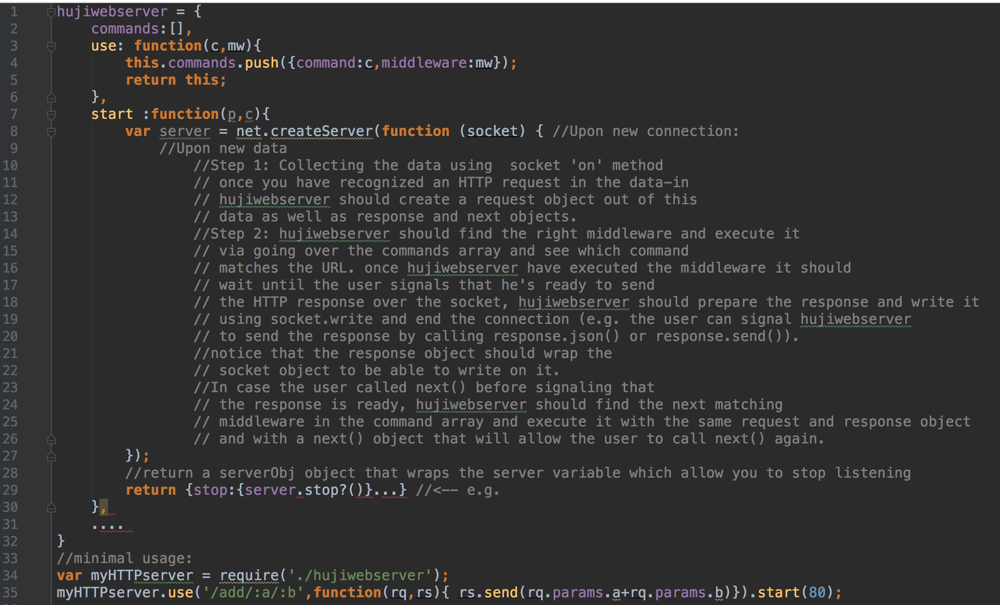 1 hujiwebserver = {
2 commands:[],
3 use: function(c,mw){
4 this.commands.push({command:c,middleware:mw});
5 return this;
6 },
7 start :function(p,c){
8 var server = net.createServer(function (socket) { //Upon new connection:
9 //Upon new data
10 //Step 1: Collecting the data using  socket 'on' method
11 // once you have recognized an HTTP request in the data-in
12 // hujiwebserver should create a request object out of this
13 // data as well as response and next objects.
14 //Step 2: hujiwebserver should find the right middleware and execute it
15 // via going over the commands array and see which command
16 // matches the URL. once hujiwebserver have executed the middleware it should
17 // wait until the user signals that he's ready to send
18 // the HTTP response over the socket, hujiwebserver should prepare the response and write it
19 // using socket.write and end the connection (e.g. the user can signal hujiwebserver
20 // to send the response by calling response.json() or response.send()).
21 //notice that the response object should wrap the
22 // socket object to be able to write on it.
23 //In case the user called next() before signaling that
24 // the response is ready, hujiwebserver should find the next matching
25 // middleware in the command array and execute it with the same request and response object
26 // and with a next() object that will allow the user to call next() again.
27 });
28 //return a serverObj object that wraps the server variable which allow you to stop listening
29 return {stop:{server.stop?()}...} //<-- e.g.
30 },
31 ....
32 }
33 //minimal usage:
34 var myHTTPserver = require('./hujiwebserver');
35 myHTTPserver.use('/add/:a/:b',function(rq,rs){ rs.send(rq.params.a+rq.params.b)}).start(80);